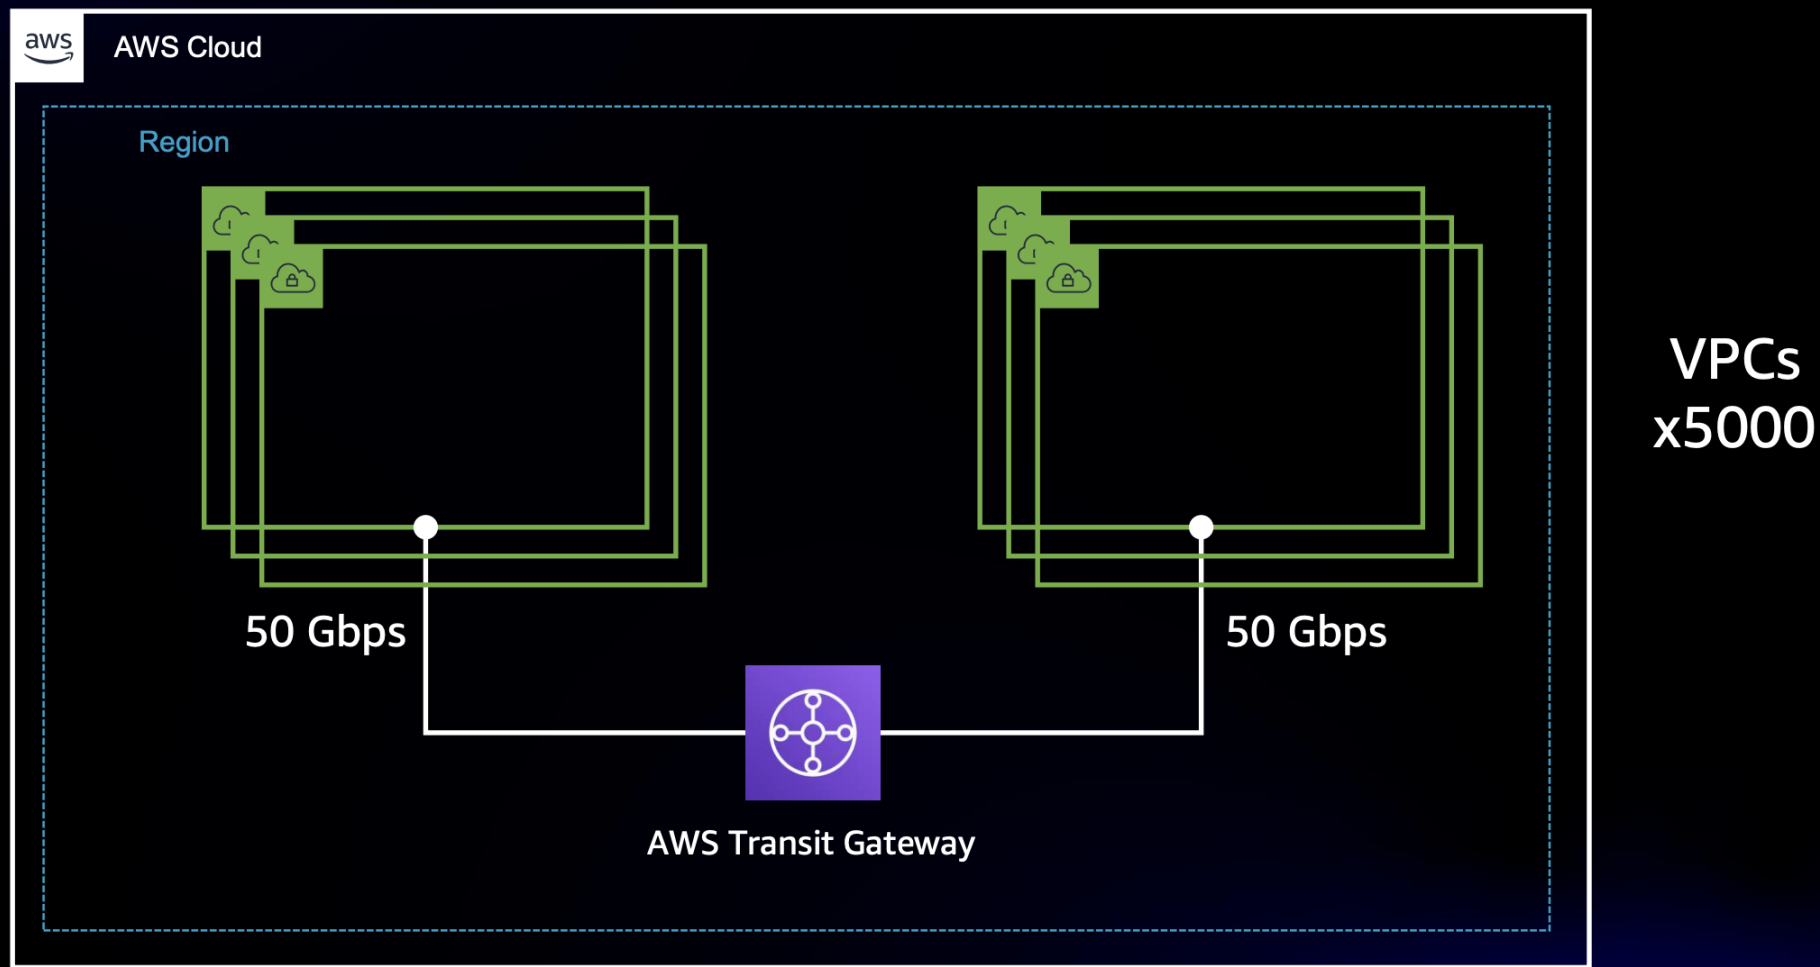 aws
AWS Cloud
Region
VPCs
x5000
50 Gbps
50 Gbps
AWS Transit Gateway